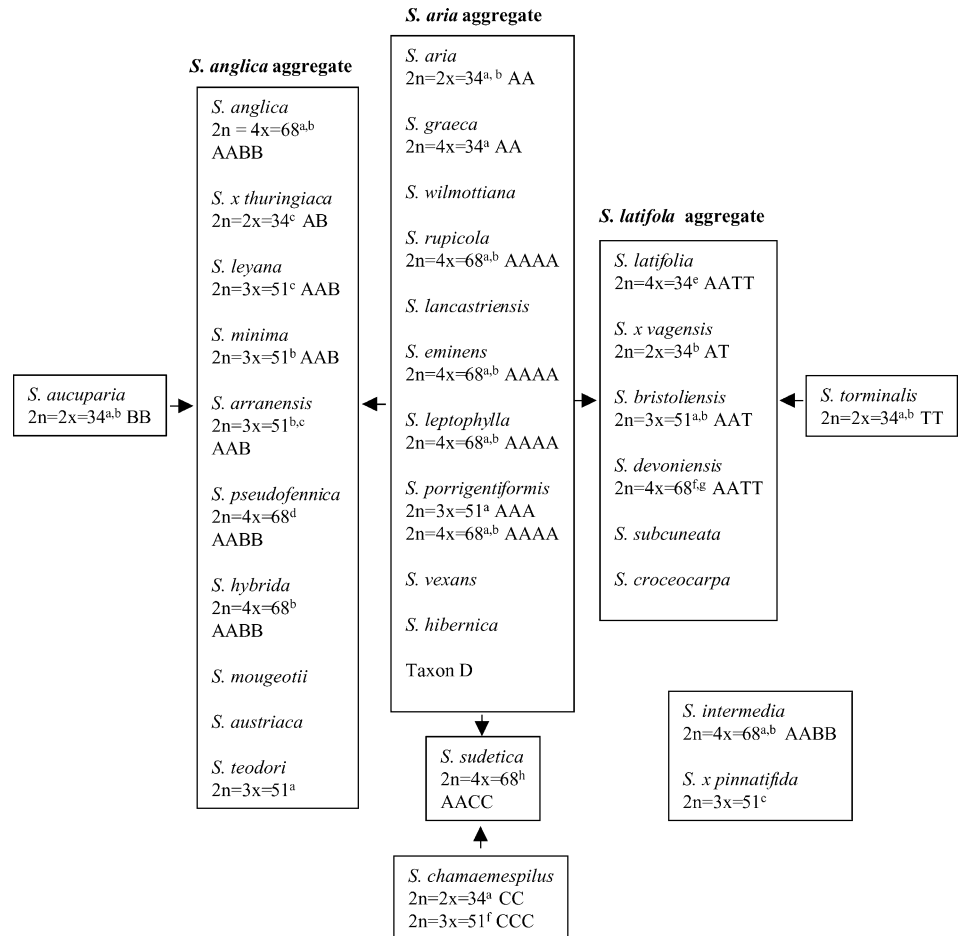 S. aria aggregate
S. aria
2n=2x=34ᵃ, ᵇ AA
S. graeca
2n=4x=34ᵃ AA
S. wilmottiana
S. rupicola
2n=4x=68ᵃ,ᵇ AAAA
S. lancastriensis
S. eminens
2n=4x=68ᵃ,ᵇ AAAA
S. leptophylla
2n=4x=68ᵃ,ᵇ AAAA
S. porrigentiformis
2n=3x=51ᵃ AAA
2n=4x=68ᵃ,ᵇ AAAA
S. vexans
S. hibernica
Taxon D
S. anglica aggregate
S. anglica
2n = 4x=68ᵃ,ᵇ
AABB
S. x thuringiaca
2n=2x=34ᶜ AB
S. leyana
2n=3x=51ᶜ AAB
S. minima
2n=3x=51ᵇ AAB
S. arranensis
2n=3x=51ᵇ,ᶜ
AAB
S. pseudofennica
2n=4x=68ᵈ
AABB
S. hybrida
2n=4x=68ᵇ
AABB
S. mougeotii
S. austriaca
S. teodori
2n=3x=51ᵃ
S. latifola aggregate
S. latifolia
2n=4x=34ᵉ AATT
S. x vagensis
2n=2x=34ᵇ AT
S. bristoliensis
2n=3x=51ᵃ,ᵇ AAT
S. devoniensis
2n=4x=68ᶠ,ᵍ AATT
S. subcuneata
S. croceocarpa
S. aucuparia
2n=2x=34ᵃ,ᵇ BB
S. torminalis
2n=2x=34ᵃ,ᵇ TT
S. intermedia
2n=4x=68ᵃ,ᵇ AABB
S. x pinnatifida
2n=3x=51ᶜ
S. sudetica
2n=4x=68ʰ
AACC
S. chamaemespilus
2n=2x=34ᵃ CC
2n=3x=51ᶠ CCC